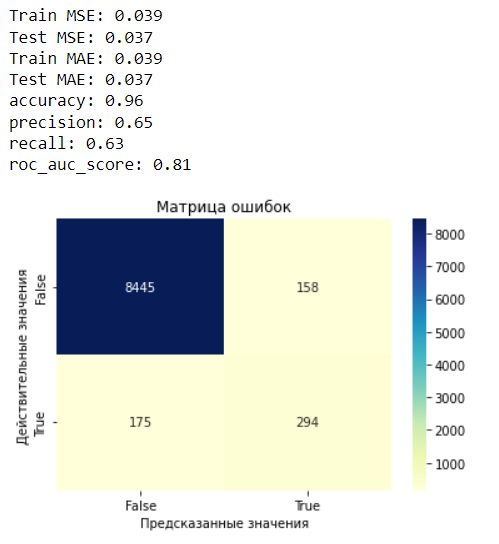 Train MSE: 0.039
Test MSE: 0.037
Train MAE: 0.039
Test MAE: 0.037
accuracy: 0.96
precision: 0.65
recall: 0.63
roc_auc_score: 0.81
Матрица ошибок
Действительные значения
False
True
8445
158
175
294
False
True
Предсказанные значения
8000
7000
6000
5000
4000
3000
2000
1000